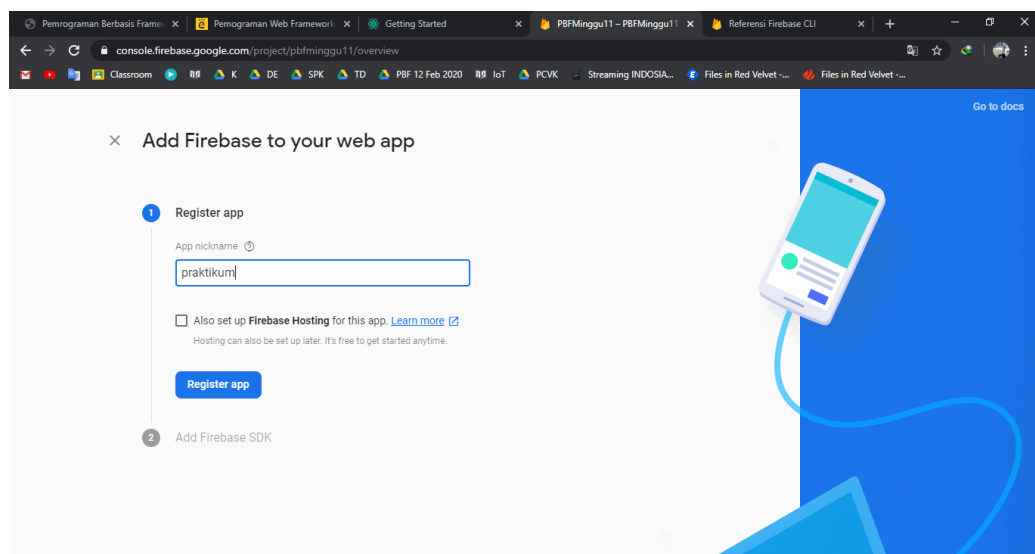 Pemrograman Berbasis Framew
Pemograman Web Framework
Getting Started
PBFMinggu11 – PBFMinggu11
Referensi Firebase CLI
console.firebase.google.com/project/pbfminggu11/overview
Classroom
K
DE
SPK
TD
PBF 12 Feb 2020
IoT
PCVK
Streaming INDOSIA...
Files in Red Velvet -...
Files in Red Velvet -...
Go to docs
Add Firebase to your web app
1 Register app
App nickname
praktikum
Also set up Firebase Hosting for this app. Learn more
Hosting can also be set up later. It's free to get started anytime.
Register app
2 Add Firebase SDK